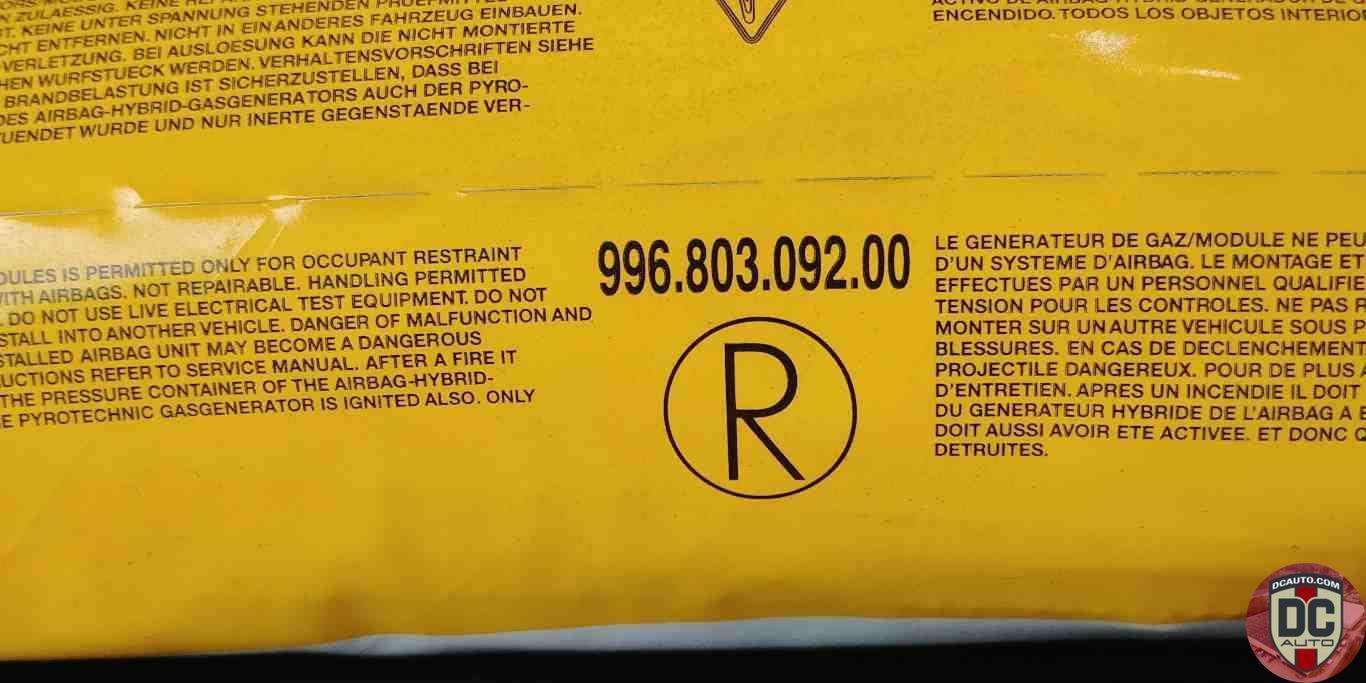 ZULAESSIG. KEINE
KEINE UNTER SPANNUNG STEHENDEN PRUEFMITTEL
ENTFERNEN. NICHT IN EIN ANDERES FAHRZEUG EINBAUEN.
VERLETZUNG. BEI AUSLOESUNG KANN DIE NICHT MONTIERTE
HEN WURFSTUECK WERDEN. VERHALTENSVORSCHRIFTEN SIEHE
BRANDBELASTUNG IST SICHERZUSTELLEN, DASS BEI
DES AIRBAG-HYBRID-GASGENERATORS AUCH DER PYRO-
UENDET WURDE UND NUR INERTE GEGENSTAENDE VER-
ENCENDIDO. TODOS LOS OBJETOS INTERIO
DULES IS PERMITTED ONLY FOR OCCUPANT RESTRAINT
WITH AIRBAGS. NOT REPAIRABLE. HANDLING PERMITTED
. DO NOT USE LIVE ELECTRICAL TEST EQUIPMENT. DO NOT
STALL INTO ANOTHER VEHICLE. DANGER OF MALFUNCTION AND
STALLED AIRBAG UNIT MAY BECOME A DANGEROUS
UCTIONS REFER TO SERVICE MANUAL. AFTER A FIRE IT
THE PRESSURE CONTAINER OF THE AIRBAG-HYBRID-
E PYROTECHNIC GASGENERATOR IS IGNITED ALSO. ONLY
996.803.092.00
R
LE GENERATEUR DE GAZ/MODULE NE PEU
D'UN SYSTEME D'AIRBAG. LE MONTAGE ET
EFFECTUES PAR UN PERSONNEL QUALIFIE
TENSION POUR LES CONTROLES. NE PAS R
MONTER SUR UN AUTRE VEHICULE SOUS P
BLESSURES. EN CAS DE DECLENCHEMENT
PROJECTILE DANGEREUX. POUR DE PLUS A
D'ENTRETIEN. APRES UN INCENDIE IL DOIT
DU GENERATEUR HYBRIDE DE L'AIRBAG A E
DOIT AUSSI AVOIR ETE ACTIVEE. ET DONC Q
DETRUITES.
DCAUTO.COM
DC
AUTO